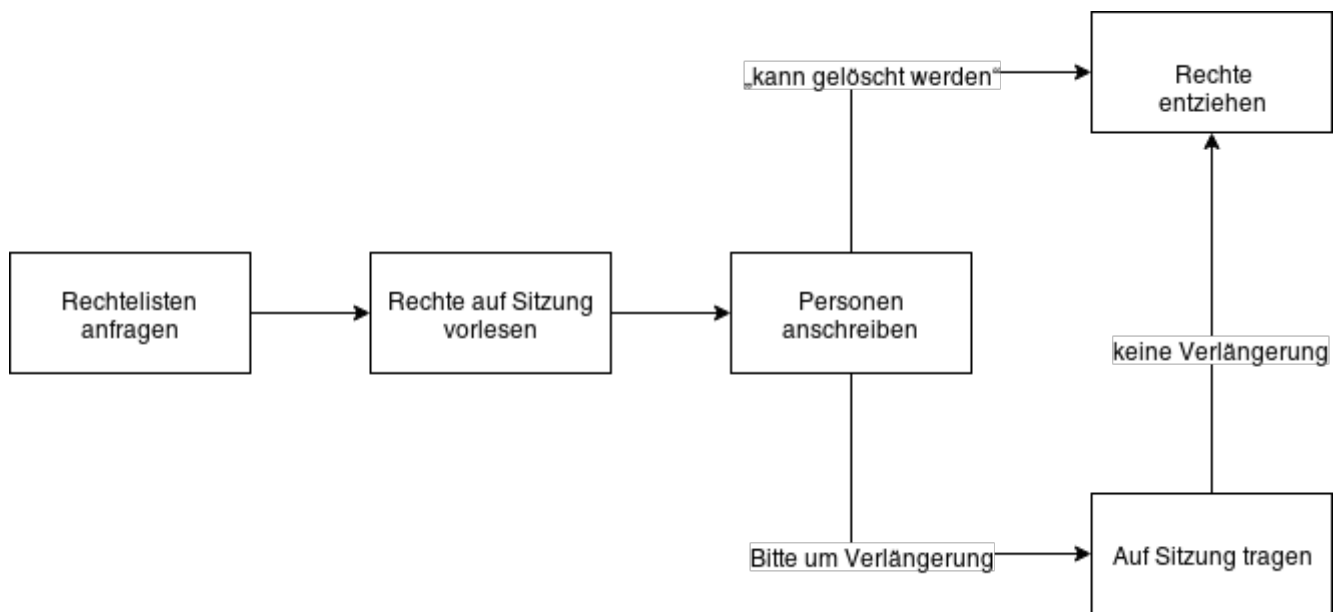 „kann gelöscht werden“
Rechte
entziehen
Rechtelisten
anfragen
Rechte auf Sitzung
vorlesen
Personen
anschreiben
keine Verlängerung
Bitte um Verlängerung
Auf Sitzung tragen